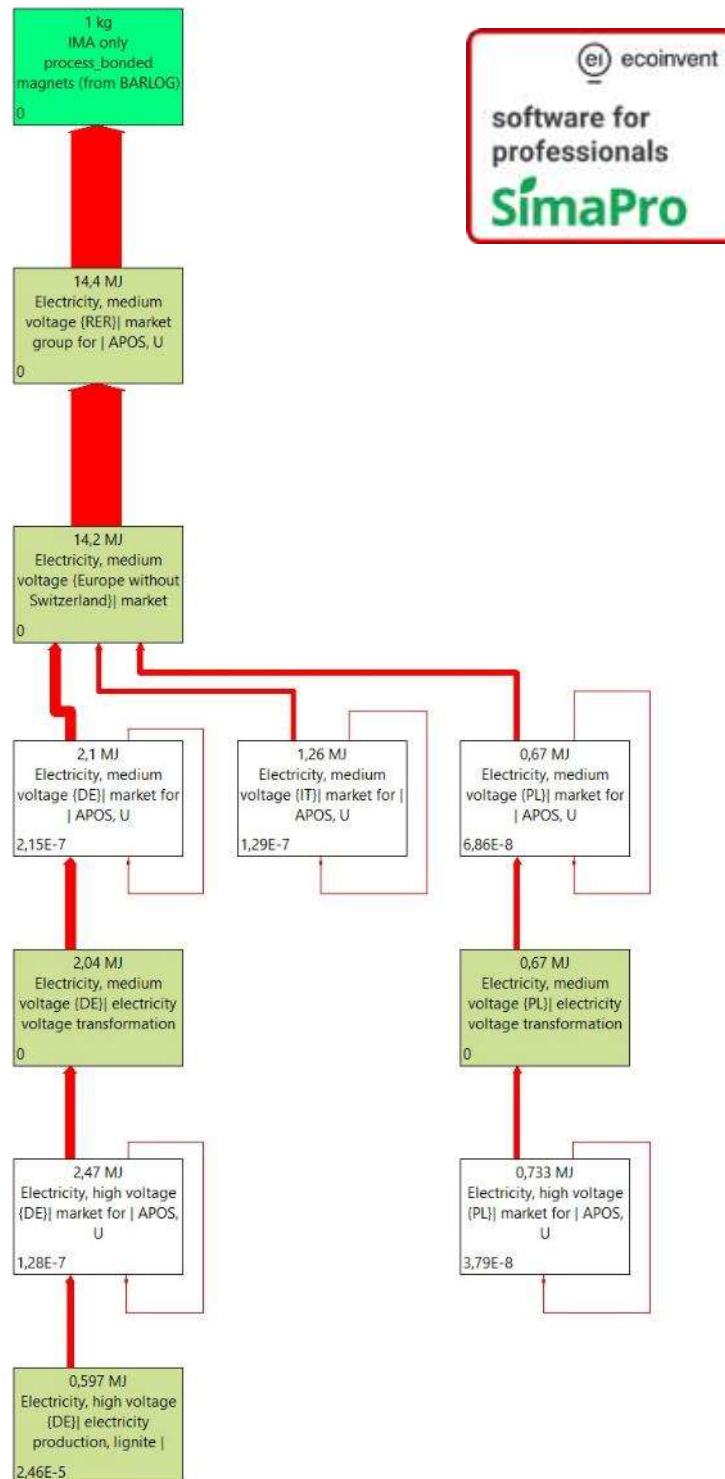 1 kg
IMA only
process_bonded
magnets (from BARLOG)
0
ei ecoinvent
software for
professionals
SimaPro
14,4 MJ
Electricity, medium
voltage {RER}| market
group for | APOS, U
0
14,2 MJ
Electricity, medium
voltage {Europe without
Switzerland}| market
0
2,1 MJ
Electricity, medium
voltage {DE}| market for
| APOS, U
2,15E-7
1,26 MJ
Electricity, medium
voltage {IT}| market for |
APOS, U
1,29E-7
0,67 MJ
Electricity, medium
voltage {PL}| market for
| APOS, U
6,86E-8
2,04 MJ
Electricity, medium
voltage {DE}| electricity
voltage transformation
0
0,67 MJ
Electricity, medium
voltage {PL}| electricity
voltage transformation
0
2,47 MJ
Electricity, high voltage
{DE}| market for | APOS,
U
1,28E-7
0,733 MJ
Electricity, high voltage
{PL}| market for | APOS,
U
3,79E-8
0,597 MJ
Electricity, high voltage
{DE}| electricity
production, lignite |
2,46E-5